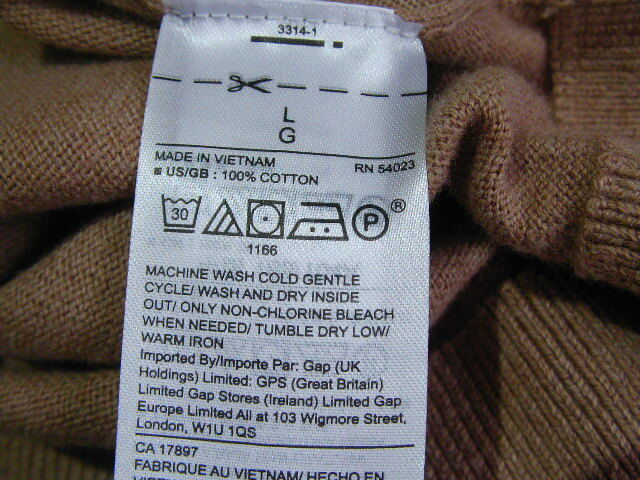 3314-1
L
G
MADE IN VIETNAM RN 54023
■ US/GB : 100% COTTON
30 P ®
1166
MACHINE WASH COLD GENTLE
CYCLE/ WASH AND DRY INSIDE
OUT/ ONLY NON-CHLORINE BLEACH
WHEN NEEDED/ TUMBLE DRY LOW/
WARM IRON
Imported By/Importe Par: Gap (UK
Holdings) Limited: GPS (Great Britain)
Limited Gap Stores (Ireland) Limited Gap
Europe Limited All at 103 Wigmore Street,
London, W1U 1QS
CA 17897
FABRIQUE AU VIETNAM/ HECHO EN